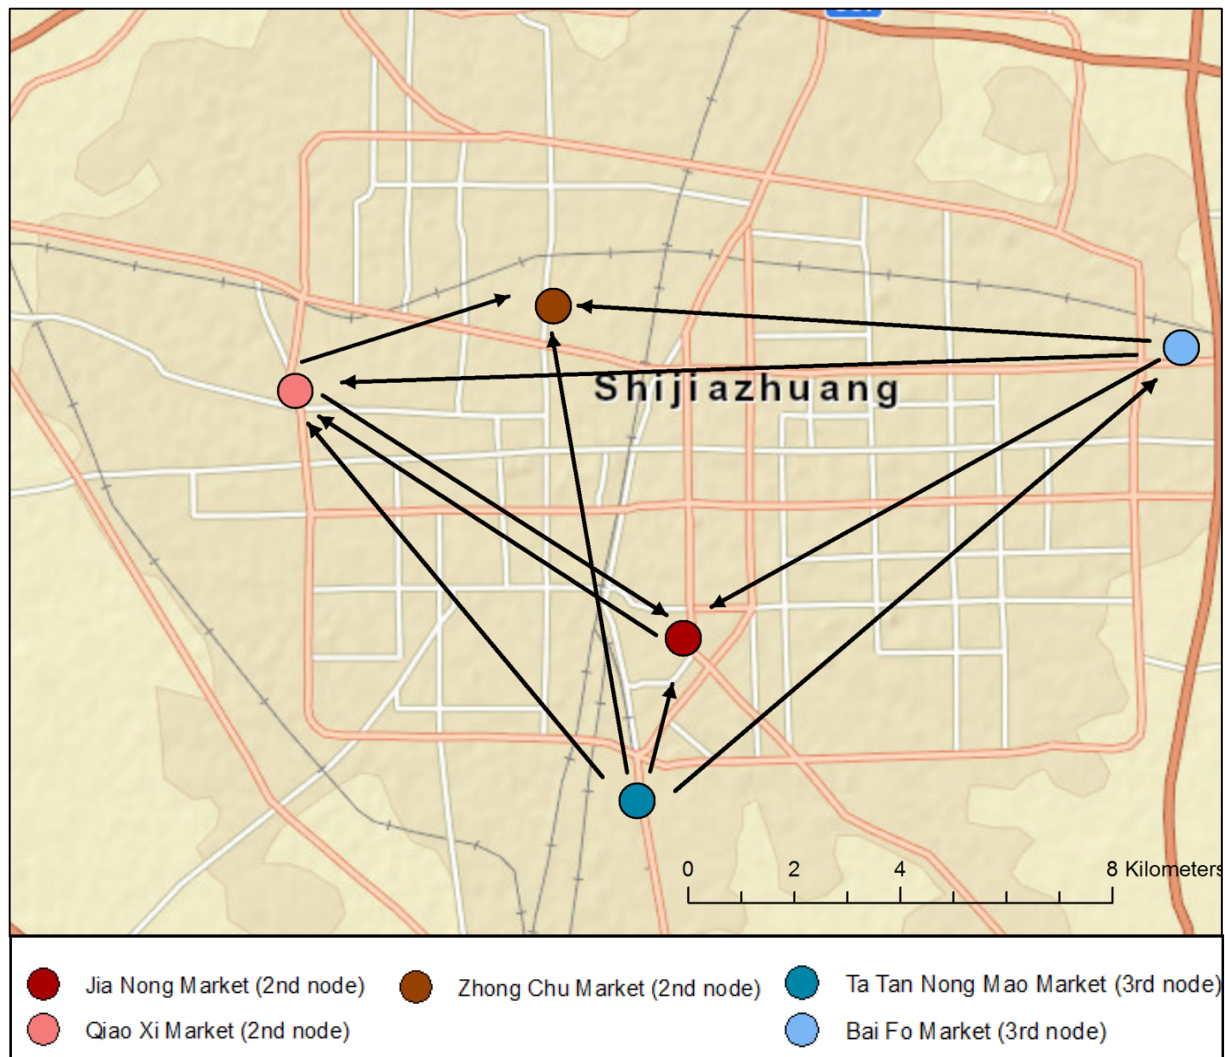 Shijiazhuang
0 2 4 8 Kilometers
Jia Nong Market (2nd node)
Zhong Chu Market (2nd node)
Ta Tan Nong Mao Market (3rd node)
Qiao Xi Market (2nd node)
Bai Fo Market (3rd node)